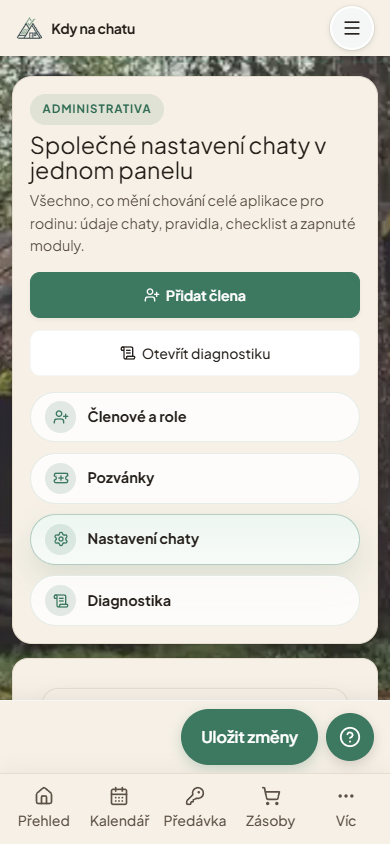 Kdy na chatu
ADMINISTRATIVA
Společné nastavení chaty v
jednom panelu
Všechno, co mění chování celé aplikace pro
rodinu: údaje chaty, pravidla, checklist a zapnuté
moduly.
Přidat člena
Otevřít diagnostiku
Členové a role
Pozvánky
Nastavení chaty
Diagnostika
Uložit změny
Přehled
Kalendář
Předávka
Zásoby
Víc